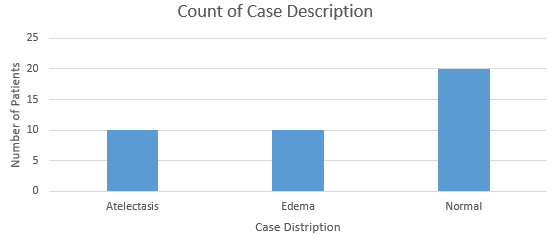 Count of Case Description
25
20
15
10
5
0
Number of Patients
Atelectasis
Edema
Normal
Case Distription